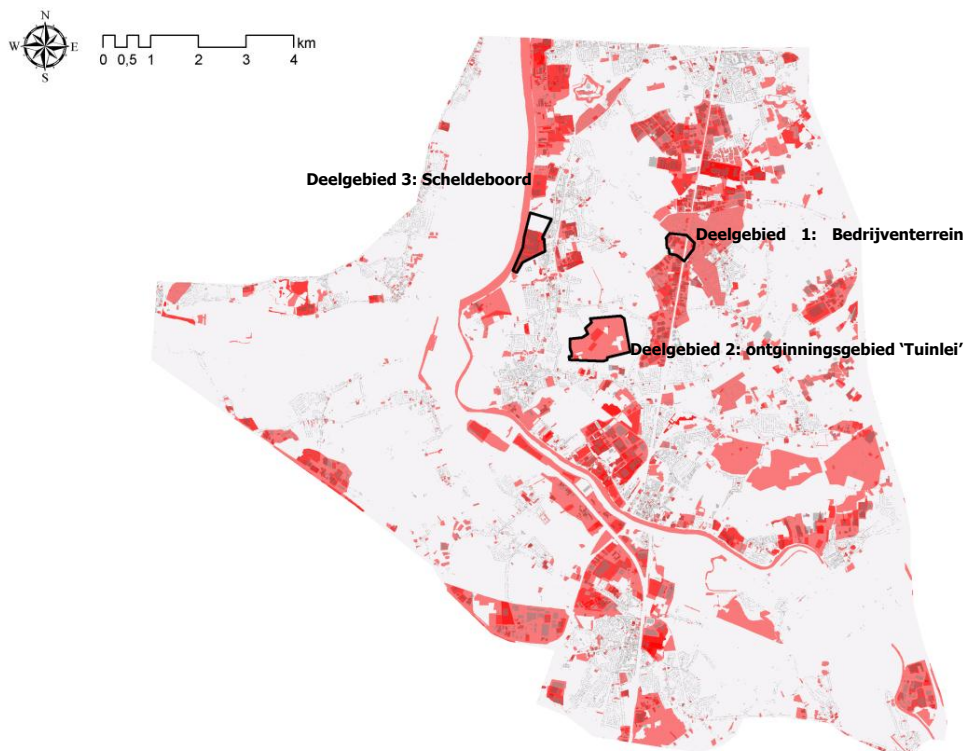 N
W E
S
km
0 0,5 1 2 3 4
Deelgebied 3: Scheldeboord
Deelgebied 1: Bedrijventerrein
Deelgebied 2: ontginningsgebied ‘Tuinlei’